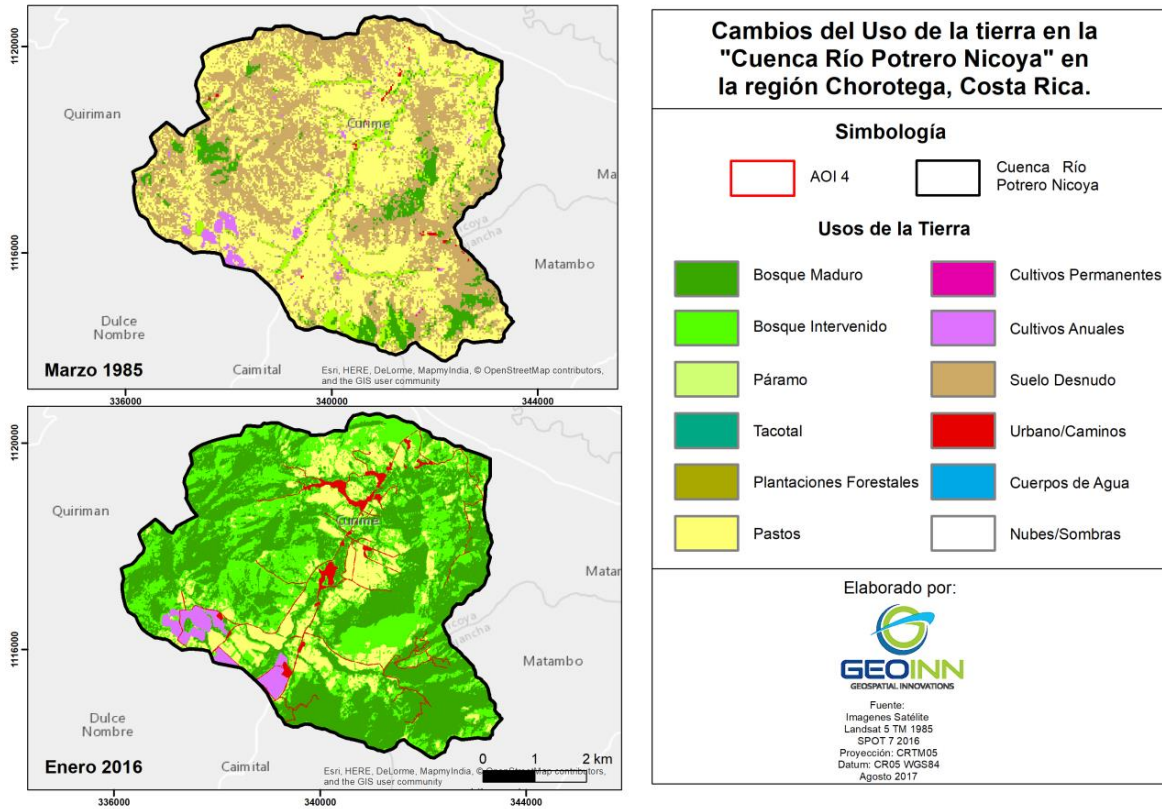 1120000
1116000
Quiriman
Curime
Ma
icoya
Matambo
Dulce
Nombre
Marzo 1985
Caimital
Esri, HERE, DeLorme, MapmyIndia, © OpenStreetMap contributors,
and the GIS user community
336000
340000
344000
1120000
1116000
Quiriman
Curime
Matam
Matambo
Dulce
Nombre
Enero 2016
Caimital
0 1 2 km
Esri, HERE, DeLorme, MapmyIndia, © OpenStreetMap contributors,
and the GIS user community
336000
340000
344000
Cambios del Uso de la tierra en la
"Cuenca Río Potrero Nicoya" en
la región Chorotega, Costa Rica.
Simbología
AOI 4
Cuenca Río
Potrero Nicoya
Usos de la Tierra
Bosque Maduro
Cultivos Permanentes
Bosque Intervenido
Cultivos Anuales
Páramo
Suelo Desnudo
Tacotal
Urbano/Caminos
Plantaciones Forestales
Cuerpos de Agua
Pastos
Nubes/Sombras
Elaborado por:
GEOINN
GEOSPATIAL INNOVATIONS
Fuente:
Imagenes Satélite
Landsat 5 TM 1985
SPOT 7 2016
Proyección: CRTM05
Datum: CR05 WGS84
Agosto 2017